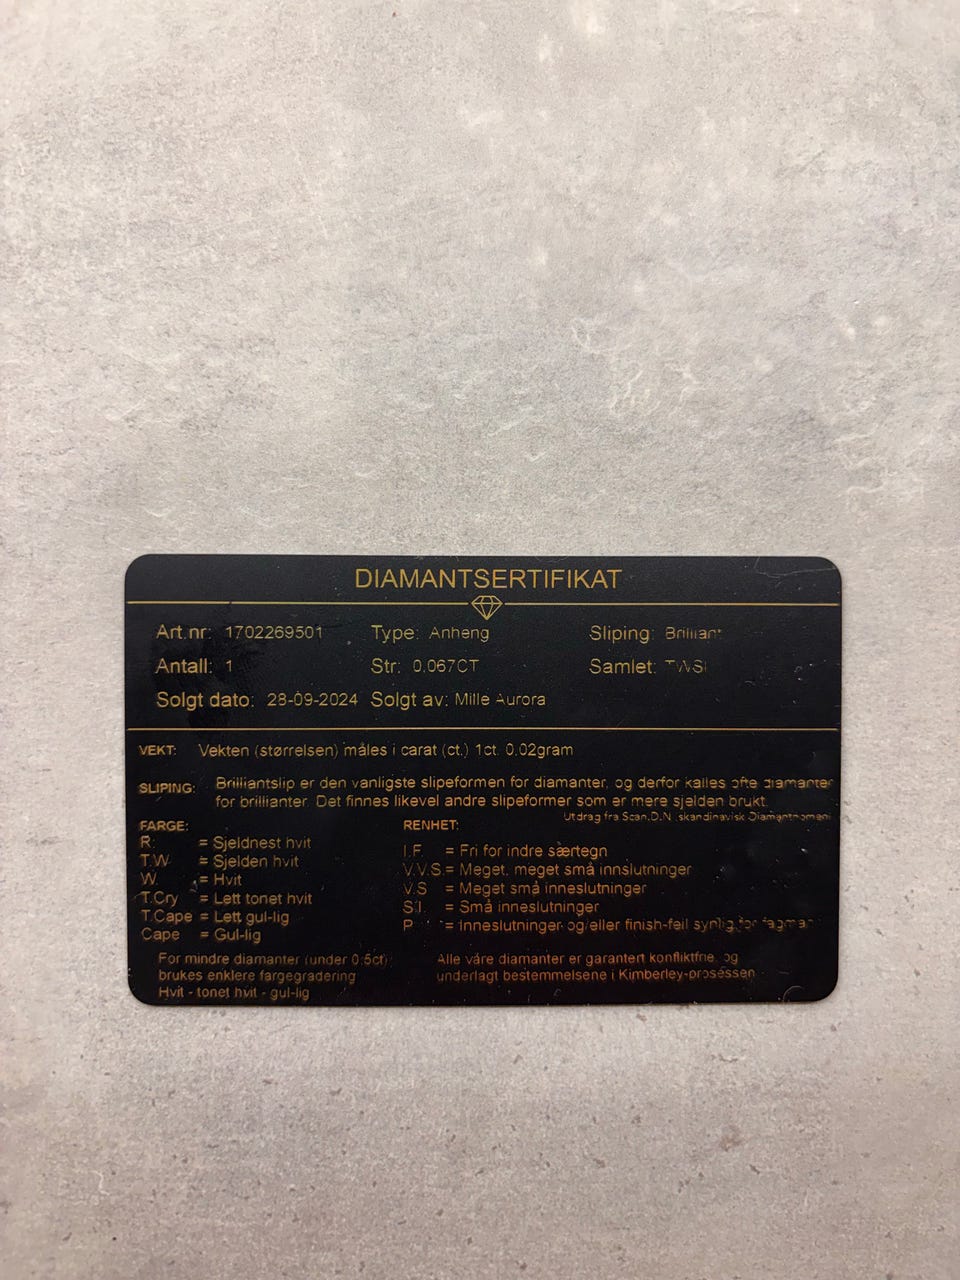 DIAMANTSERTIFIKAT
Art.nr: 1702269501 Type: Anheng Sliping: Brilliant
Antall: 1 Str: 0,067CT Samlet: TWSI
Solgt dato: 28-09-2024 Solgt av: Mille Aurora
VEKT: Vekten (størrelsen) måles i carat (ct.) 1ct. 0.02gram
SLIPING: Brilliantslip er den vanligste slipeformen for diamanter, og derfor kalles ofte diamanter
for brillianter. Det finnes likevel andre slipeformer som er mere sjelden brukt.
Utdrag fra Scan.D.N. skandinavisk
FARGE:
R. = Sjeldnest hvit
T.W = Sjelden hvit
W. = Hvit
T.Cry = Lett tonet hvit
T.Cape = Lett gul-lig
Cape = Gul-lig
For mindre diamanter (under 0.5ct)
brukes enklere fargegradering
Hvit - tonet hvit - gul-lig
RENHET:
I.F. = Fri for indre særtegn
V.V.S. = Meget, meget små innslutninger
V.S = Meget små inneslutninger
S.I. = Små inneslutninger
P = Inneslutninger og/eller finish-feil synlig for
Alle våre diamanter er garantert konfliktfrie, og
underlagt bestemmelsene i Kimberley-prosessen